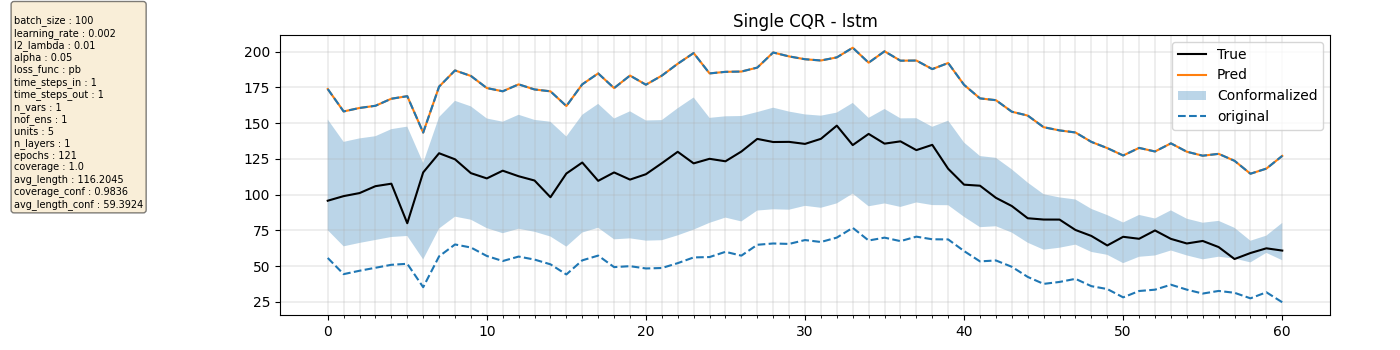 batch_size : 100
learning_rate : 0.002
l2_lambda : 0.01
alpha : 0.05
loss_func : pb
time_steps_in : 1
time_steps_out : 1
n_vars : 1
nof_ens : 1
units : 5
n_layers : 1
epochs : 121
coverage : 1.0
avg_length : 116.2045
coverage_conf : 0.9836
avg_length_conf : 59.3924
Single CQR - lstm
200
175
150
125
100
75
50
25
True
Pred
Conformalized
original
0 10 20 30 40 50 60